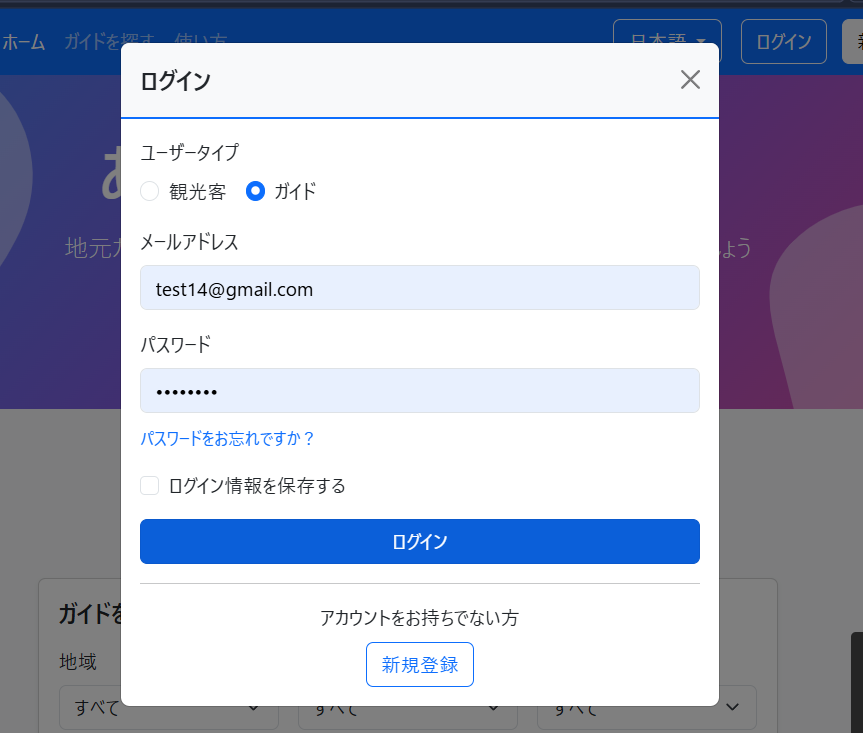 ホーム ガイドを探す 使い方 日本語 ログイン
ログイン
ユーザータイプ
観光客 ガイド
地元
しょう
メールアドレス
test14@gmail.com
パスワード
••••••••
パスワードをお忘れですか？
ログイン情報を保存する
ログイン
アカウントをお持ちでない方
新規登録
ガイドを
地域
すべて すべて すべて